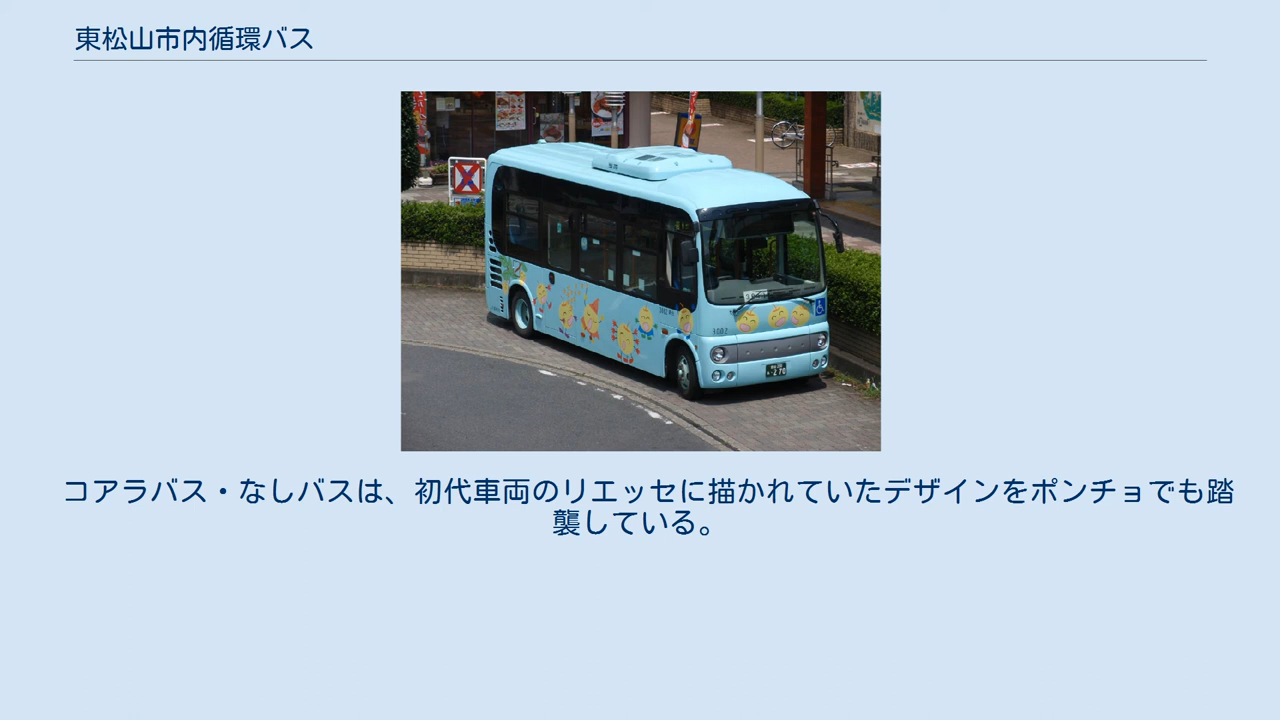 東松山市内循環バス
コアラバス・なしバスは、初代車両のリエッセに描かれていたデザインをポンチョでも踏
襲している。